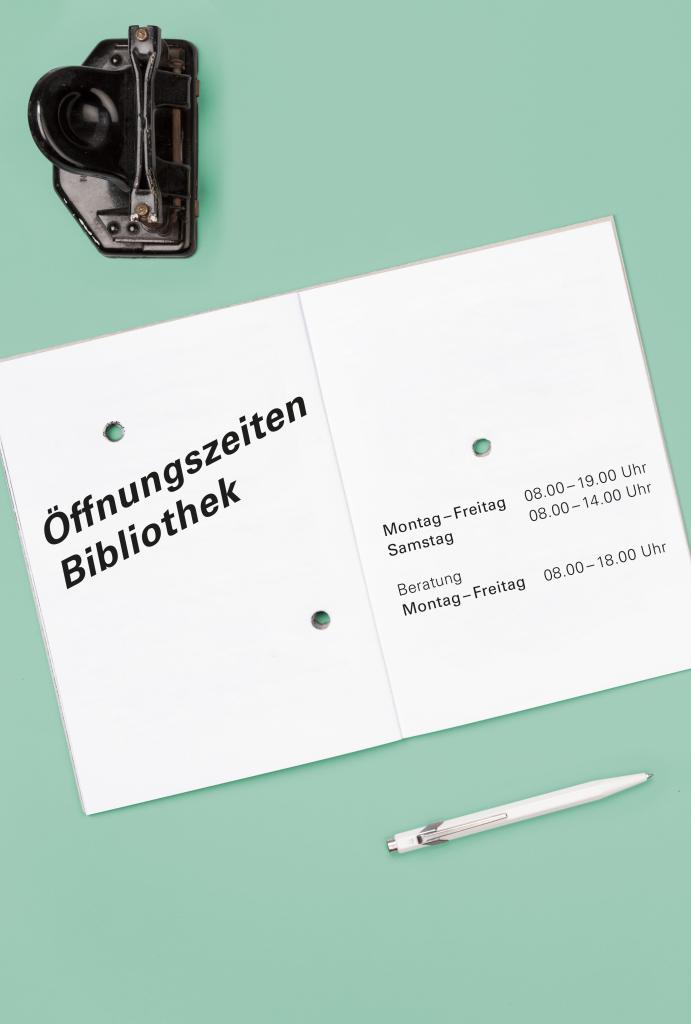 Öffnungszeiten
Bibliothek
Montag–Freitag 08.00–19.00 Uhr
Samstag 08.00–14.00 Uhr
Beratung
Montag–Freitag 08.00–18.00 Uhr